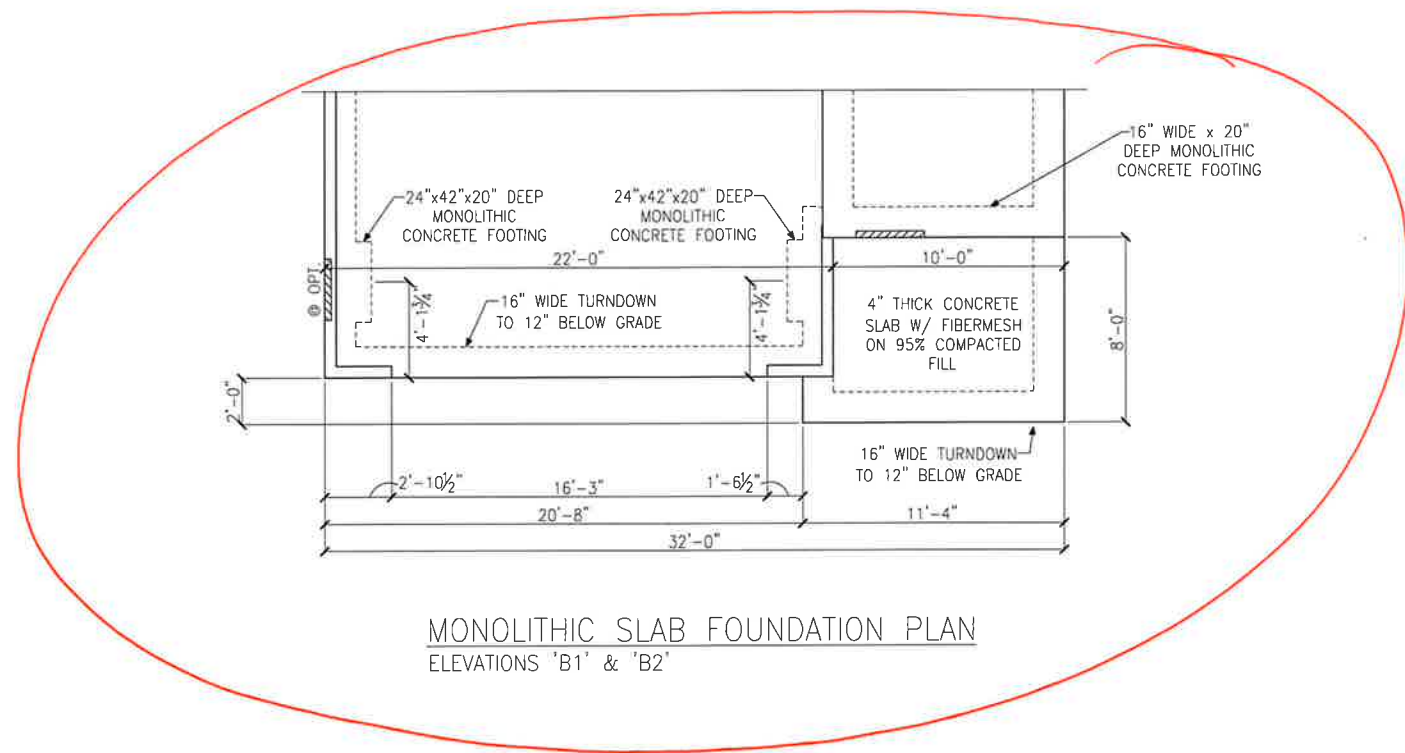 16" WIDE x 20"
DEEP MONOLITHIC
CONCRETE FOOTING
24"x42"x20" DEEP
MONOLITHIC
CONCRETE FOOTING
24"x42"x20" DEEP
MONOLITHIC
CONCRETE FOOTING
22'-0"
10'-0"
@ OPT.
4'-1¾"
16" WIDE TURNDOWN
TO 12" BELOW GRADE
4'-1¾"
4" THICK CONCRETE
SLAB W/ FIBERMESH
ON 95% COMPACTED
FILL
8'-0"
2'-0"
16" WIDE TURNDOWN
TO 12" BELOW GRADE
2'-10½"
16'-3"
1'-6½"
20'-8"
11'-4"
32'-0"
MONOLITHIC SLAB FOUNDATION PLAN
ELEVATIONS 'B1' & 'B2'